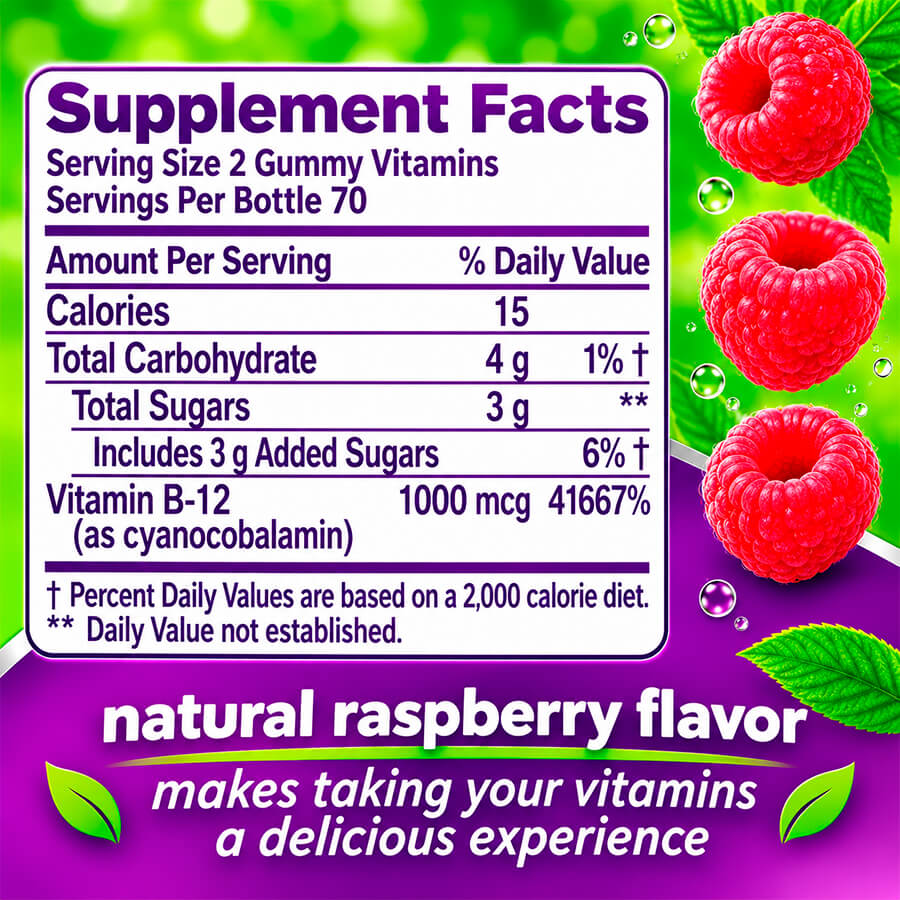 Supplement Facts
Serving Size 2 Gummy Vitamins
Servings Per Bottle 70
Amount Per Serving % Daily Value
Calories 15
Total Carbohydrate 4 g 1% †
Total Sugars 3 g **
Includes 3 g Added Sugars 6% †
Vitamin B-12 1000 mcg 41667%
(as cyanocobalamin)
† Percent Daily Values are based on a 2,000 calorie diet.
** Daily Value not established.
natural raspberry flavor
makes taking your vitamins
a delicious experience